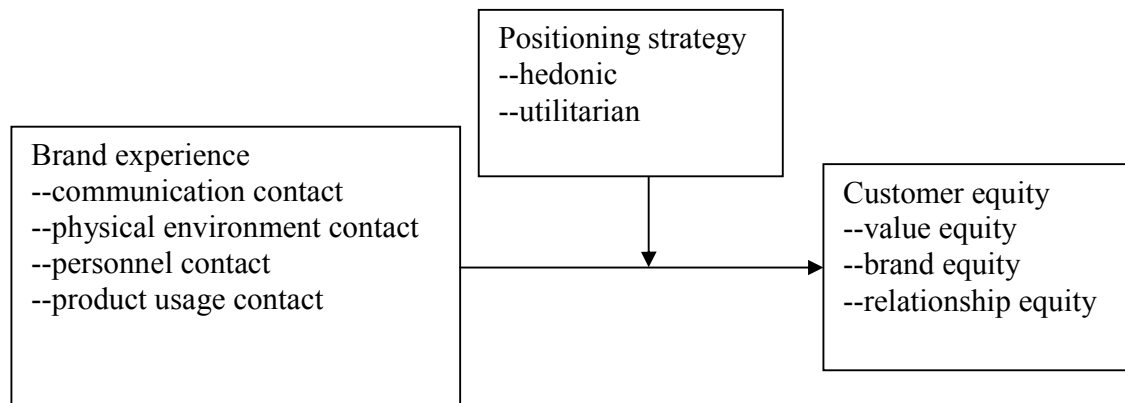 Positioning strategy
--hedonic
--utilitarian
Brand experience
--communication contact
--physical environment contact
--personnel contact
--product usage contact
Customer equity
--value equity
--brand equity
--relationship equity